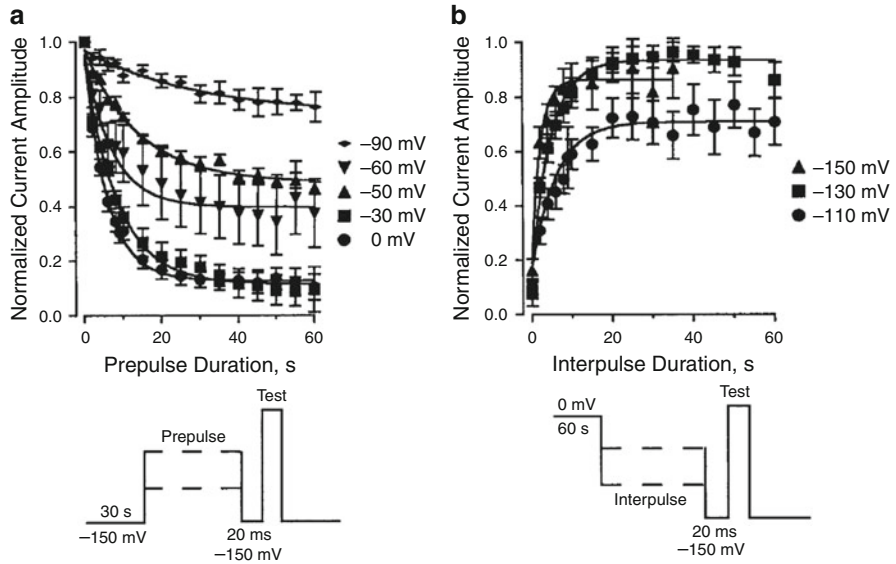 a
Normalized Current Amplitude
1.0
0.8
0.6
0.4
0.2
0.0
0 20 40 60
Prepulse Duration, s
−90 mV
−60 mV
−50 mV
−30 mV
0 mV
Test
Prepulse
30 s
−150 mV
20 ms
−150 mV
b
Normalized Current Amplitude
1.0
0.8
0.6
0.4
0.2
0.0
0 20 40 60
Interpulse Duration, s
−150 mV
−130 mV
−110 mV
Test
0 mV
60 s
Interpulse
20 ms
−150 mV